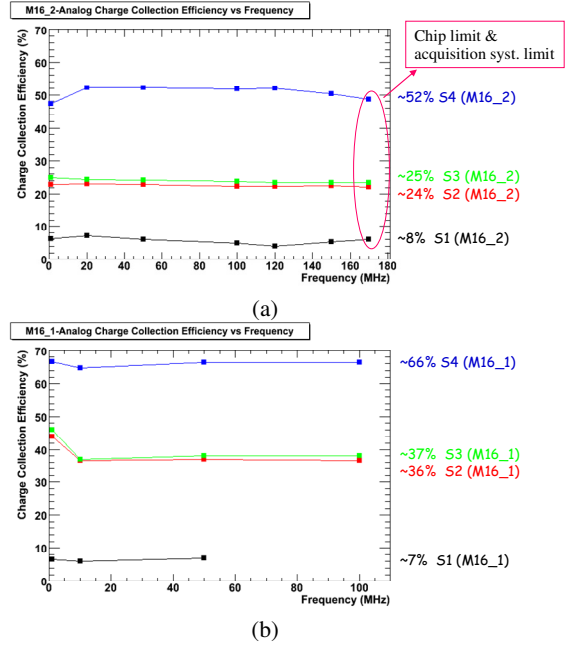 M16_2-Analog Charge Collection Efficiency vs Frequency
Chip limit &
acquisition syst. limit
Charge Collection Efficiency (%)
70
60
50
40
30
20
10
0
~52% S4 (M16_2)
~25% S3 (M16_2)
~24% S2 (M16_2)
~8% S1 (M16_2)
0 20 40 60 80 100 120 140 160 180
Frequency (MHz)
(a)
M16_1-Analog Charge Collection Efficiency vs Frequency
Charge Collection Efficiency (%)
70
60
50
40
30
20
10
0
~66% S4 (M16_1)
~37% S3 (M16_1)
~36% S2 (M16_1)
~7% S1 (M16_1)
0 20 40 60 80 100
Frequency (MHz)
(b)